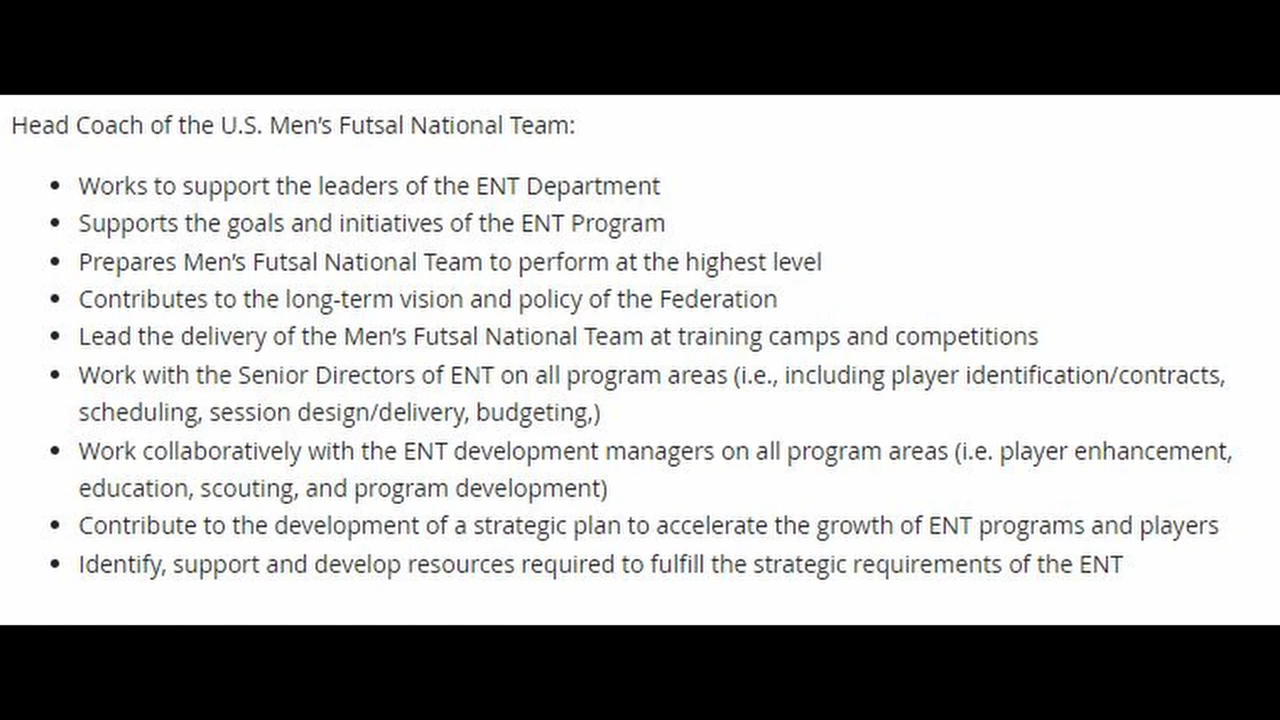 Head Coach of the U.S. Men’s Futsal National Team:
• Works to support the leaders of the ENT Department
• Supports the goals and initiatives of the ENT Program
• Prepares Men’s Futsal National Team to perform at the highest level
• Contributes to the long-term vision and policy of the Federation
• Lead the delivery of the Men’s Futsal National Team at training camps and competitions
• Work with the Senior Directors of ENT on all program areas (i.e., including player identification/contracts,
scheduling, session design/delivery, budgeting,)
• Work collaboratively with the ENT development managers on all program areas (i.e. player enhancement,
education, scouting, and program development)
• Contribute to the development of a strategic plan to accelerate the growth of ENT programs and players
• Identify, support and develop resources required to fulfill the strategic requirements of the ENT